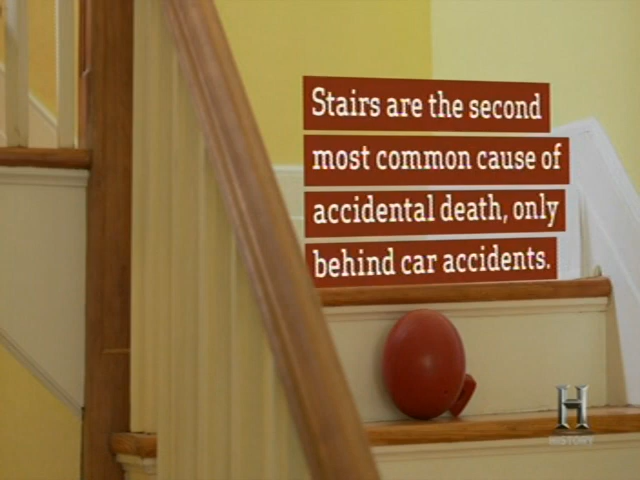 Stairs are the second
most common cause of
accidental death, only
behind car accidents.
H
HISTORY